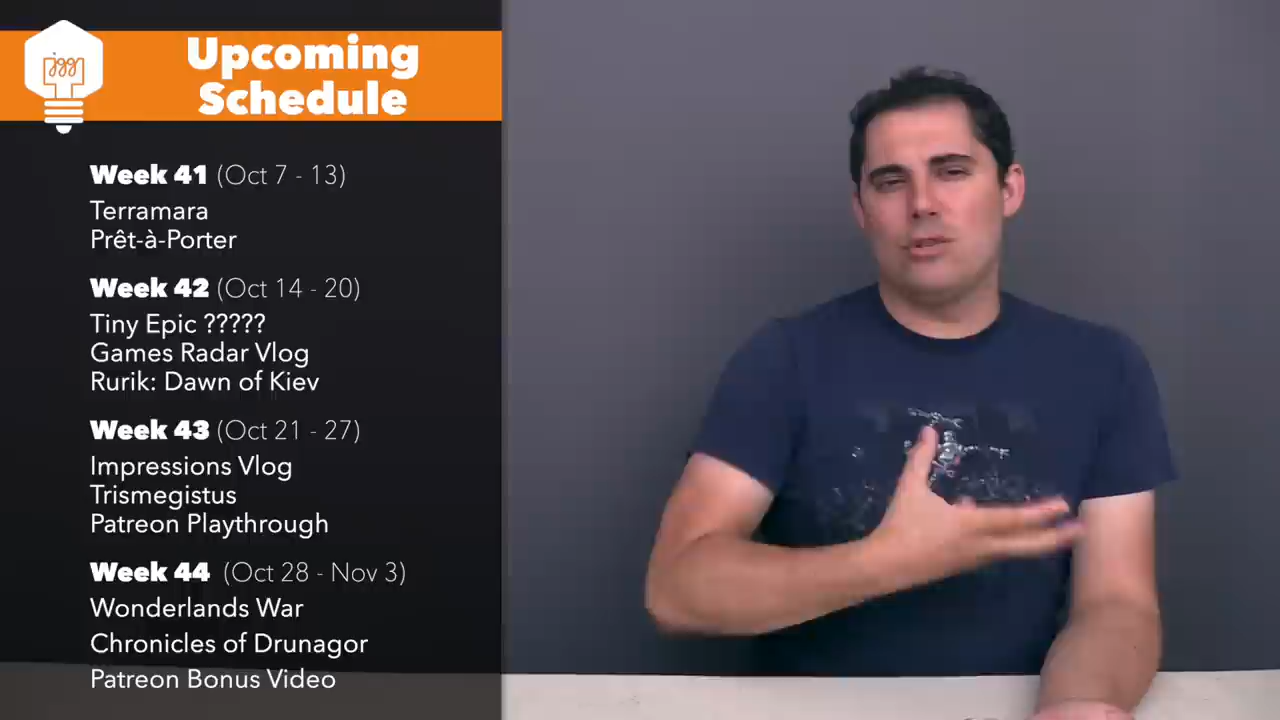 jggj
Upcoming
Schedule
Week 41 (Oct 7 - 13)
Terramara
Prêt-à-Porter
Week 42 (Oct 14 - 20)
Tiny Epic ?????
Games Radar Vlog
Rurik: Dawn of Kiev
Week 43 (Oct 21 - 27)
Impressions Vlog
Trismegistus
Patreon Playthrough
Week 44 (Oct 28 - Nov 3)
Wonderlands War
Chronicles of Drunagor
Patreon Bonus Video